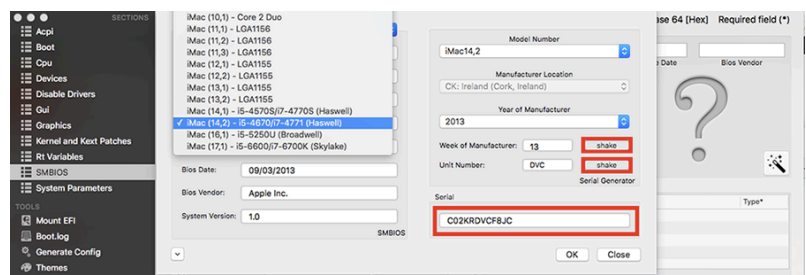 SECTIONS
Acpi
Boot
Cpu
Devices
Disable Drivers
Gui
Graphics
Kernel and Kext Patches
Rt Variables
SMBIOS
System Parameters
TOOLS
Mount EFI
Boot.log
Generate Config
Themes
iMac (10,1) - Core 2 Duo
iMac (11,1) - LGA1156
iMac (11,2) - LGA1156
iMac (11,3) - LGA1156
iMac (12,1) - LGA1155
iMac (12,2) - LGA1155
iMac (13,1) - LGA1155
iMac (13,2) - LGA1155
iMac (14,1) - i5-4570S/i7-4770S (Haswell)
✓ iMac (14,2) - i5-4670/i7-4771 (Haswell)
iMac (16,1) - i5-5250U (Broadwell)
iMac (17,1) - i5-6600/i7-6700K (Skylake)
Bios Date: 09/03/2013
Bios Vendor: Apple Inc.
System Version: 1.0
SMBIOS
Model Number
iMac14,2
Manufacturer Location
CK: Ireland (Cork, Ireland)
Year of Manufacturer
2013
Week of Manufacturer: 13 shake
Unit Number: DVC shake
Serial Generator
Serial
C02KRDVCF8JC
OK Close
ase 64 [Hex] Required field (*)
Date Bios Vendor
Type*